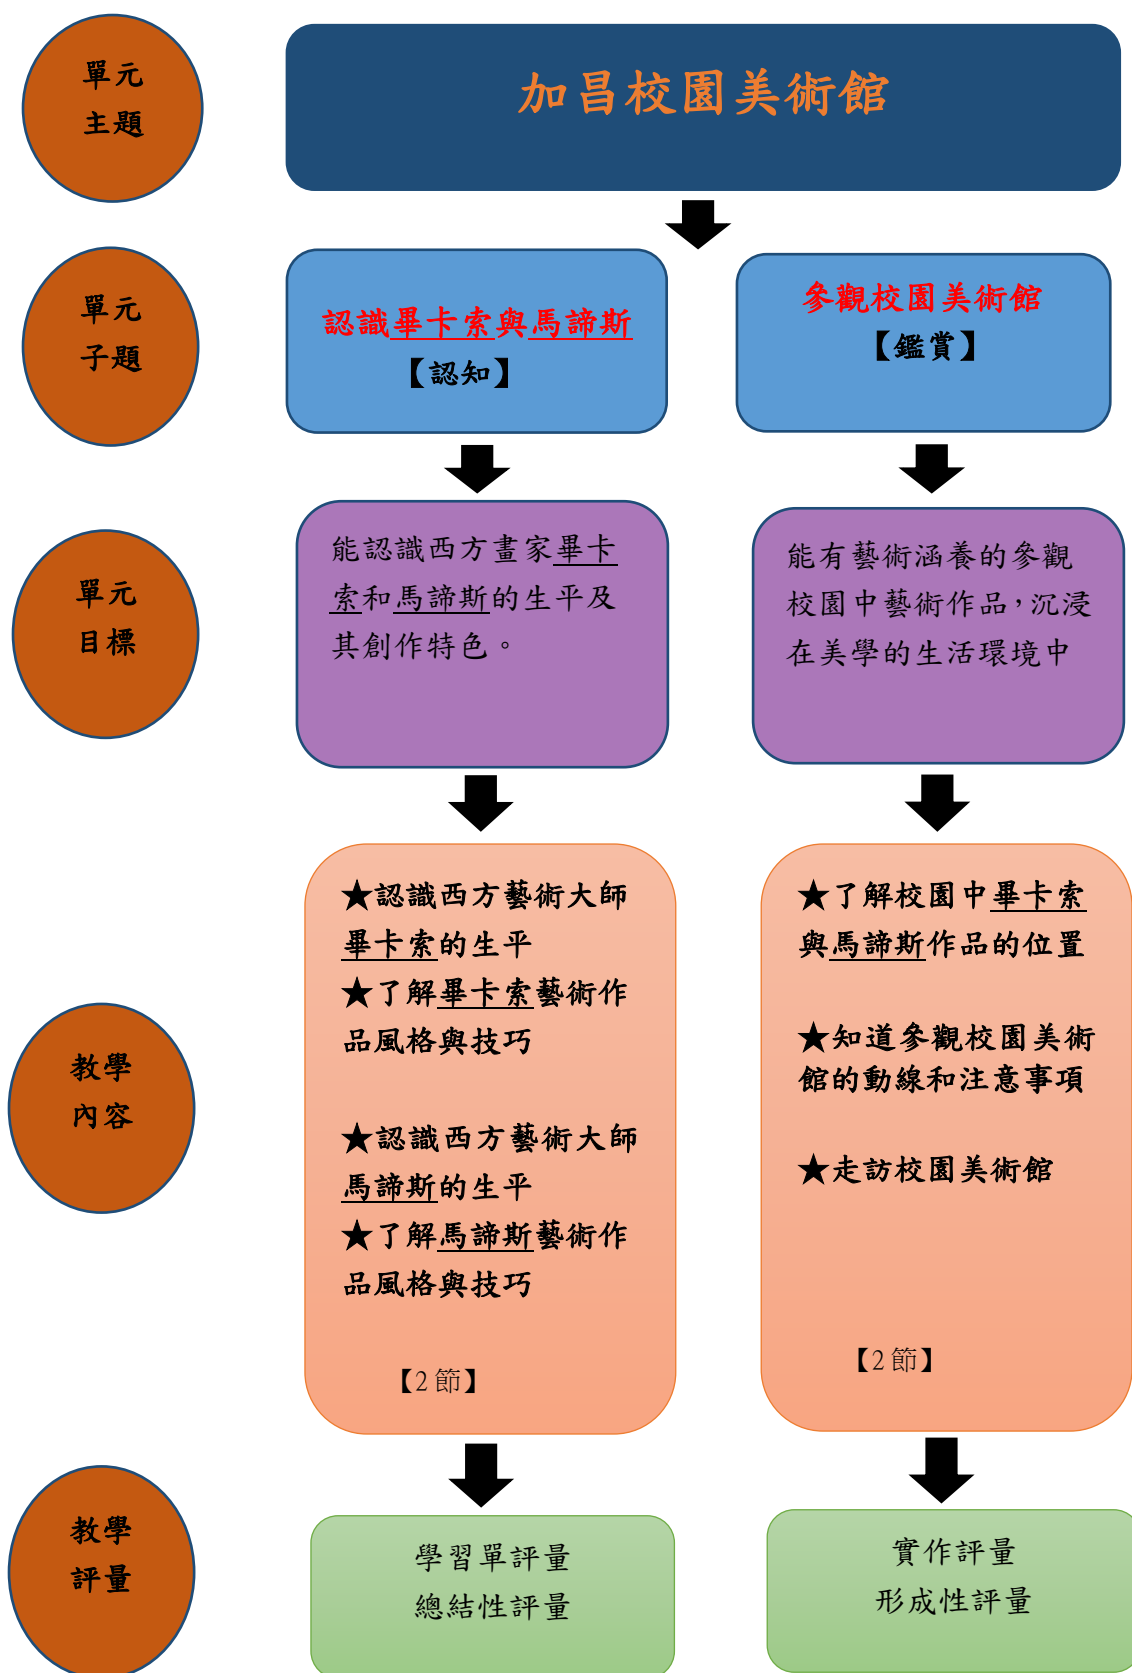 單元
主題
加昌校園美術館
單元
子題
認識畢卡索與馬諦斯
【認知】
參觀校園美術館
【鑑賞】
單元
目標
能認識西方畫家畢卡
索和馬諦斯的生平及
其創作特色。
能有藝術涵養的參觀
校園中藝術作品，沉浸
在美學的生活環境中
教學
內容
★認識西方藝術大師
畢卡索的生平
★了解畢卡索藝術作
品風格與技巧
★認識西方藝術大師
馬諦斯的生平
★了解馬諦斯藝術作
品風格與技巧
【2節】
★了解校園中畢卡索
與馬諦斯作品的位置
★知道參觀校園美術
館的動線和注意事項
★走訪校園美術館
【2節】
教學
評量
學習單評量
總結性評量
實作評量
形成性評量